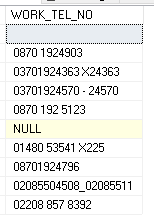 WORK_TEL_NO
0870 1924903
03701924363 X24363
03701924570 - 24570
0870 192 5123
NULL
01480 53541 X225
08701924796
02085504508_02085511
02208 857 8392